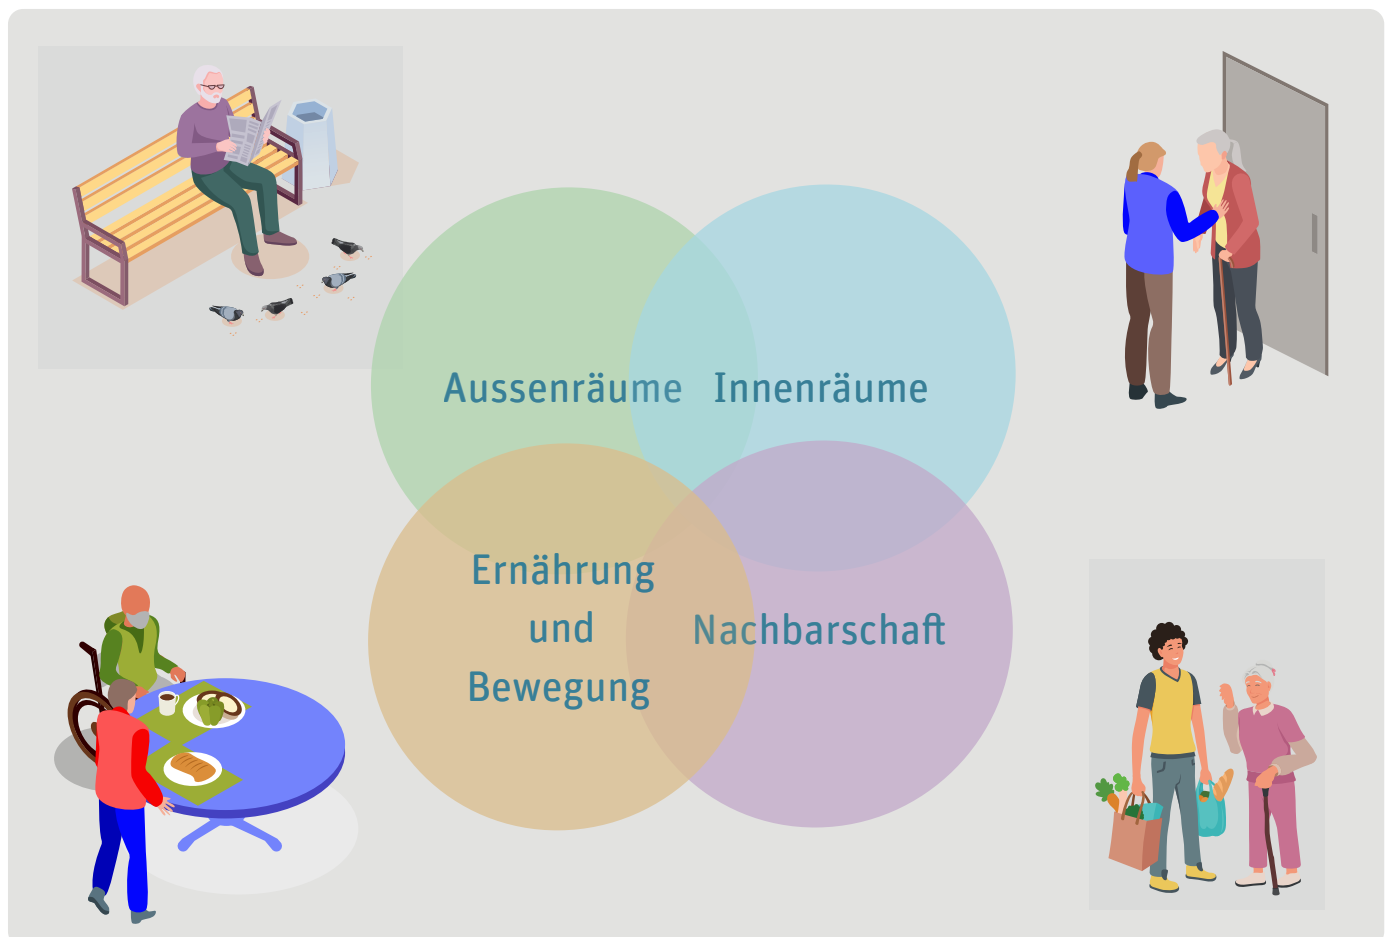 Aussenräume
Innenräume
Ernährung
und
Bewegung
Nachbarschaft